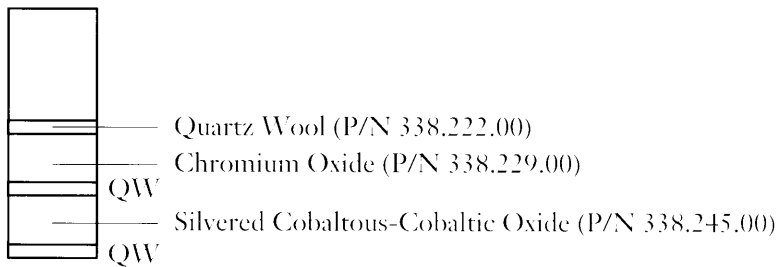 Quartz Wool (P/N 338.222.00)
Chromium Oxide (P/N 338.229.00)
QW
Silvered Cobaltous-Cobaltic Oxide (P/N 338.245.00)
QW